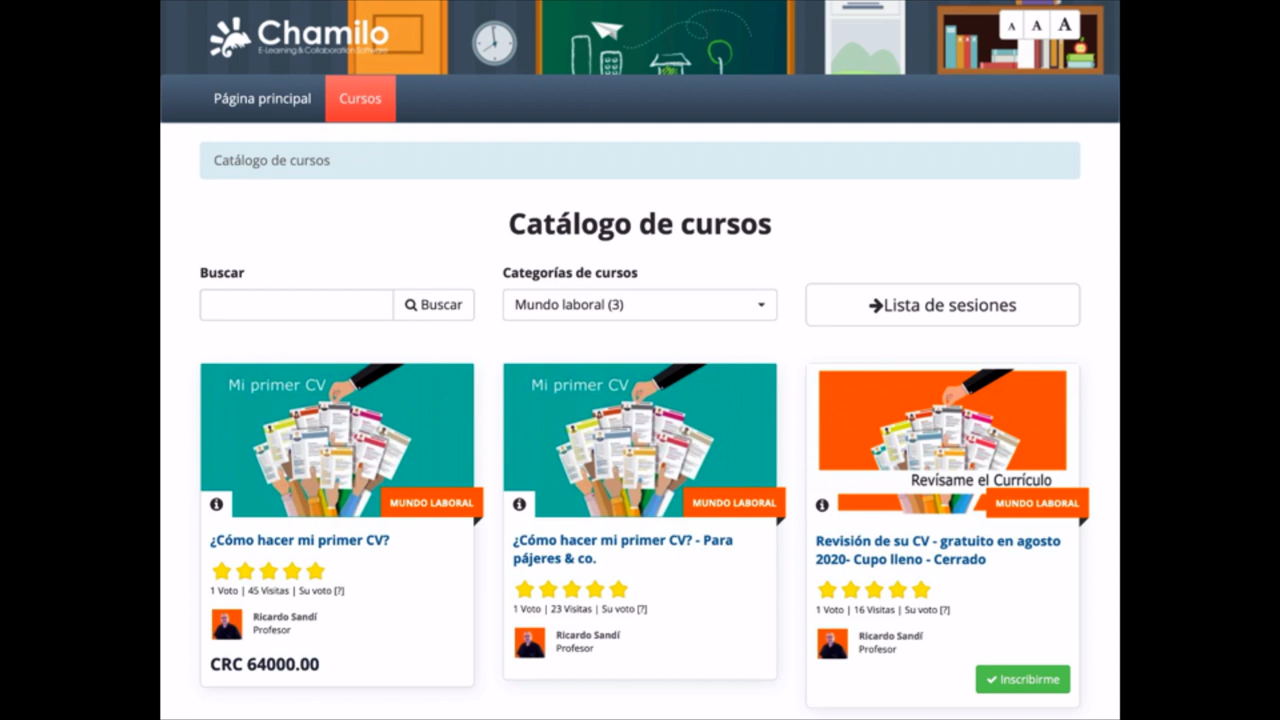 Chamilo
E-Learning & Collaboration Software
A A A
Página principal
Cursos
Catálogo de cursos
Catálogo de cursos
Buscar
Categorías de cursos
Buscar
Mundo laboral (3)
Lista de sesiones
Mi primer CV
MUNDO LABORAL
¿Cómo hacer mi primer CV?
1 Voto | 45 Visitas | Su voto [?]
Ricardo Sandí
Profesor
CRC 64000.00
Mi primer CV
MUNDO LABORAL
¿Cómo hacer mi primer CV? - Para
pájeres & co.
1 Voto | 23 Visitas | Su voto [?]
Ricardo Sandí
Profesor
Revísame el Currículo
MUNDO LABORAL
Revisión de su CV - gratuito en agosto
2020- Cupo lleno - Cerrado
1 Voto | 16 Visitas | Su voto [?]
Ricardo Sandí
Profesor
Inscribirme